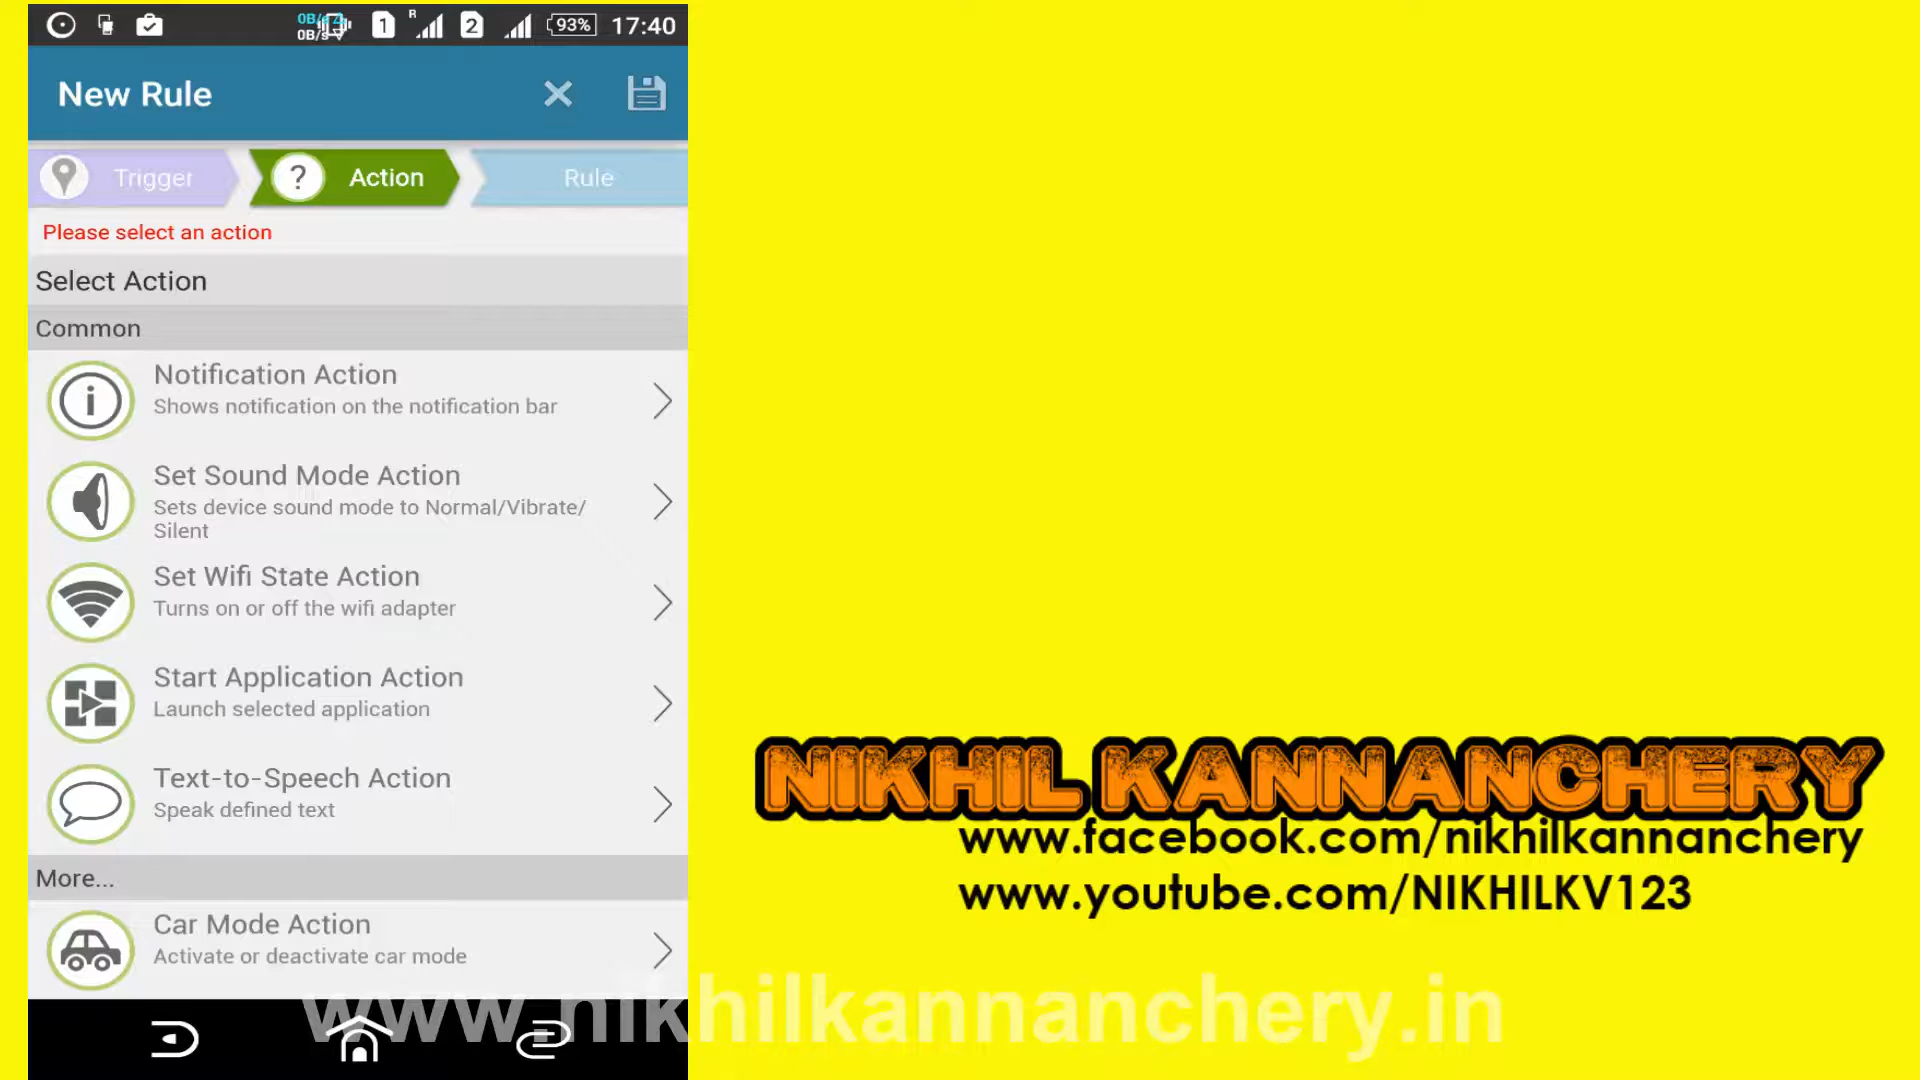 0B/s
0B/s
1
R
2
93%
17:40
New Rule
Trigger
? Action
Rule
Please select an action
Select Action
Common
i
Notification Action
Shows notification on the notification bar
Set Sound Mode Action
Sets device sound mode to Normal/Vibrate/
Silent
Set Wifi State Action
Turns on or off the wifi adapter
Start Application Action
Launch selected application
Text-to-Speech Action
Speak defined text
More...
Car Mode Action
Activate or deactivate car mode
NIKHIL KANNANCHERY
www.facebook.com/nikhilkannanchery
www.youtube.com/NIKHILKV123
www.nikhilkannanchery.in